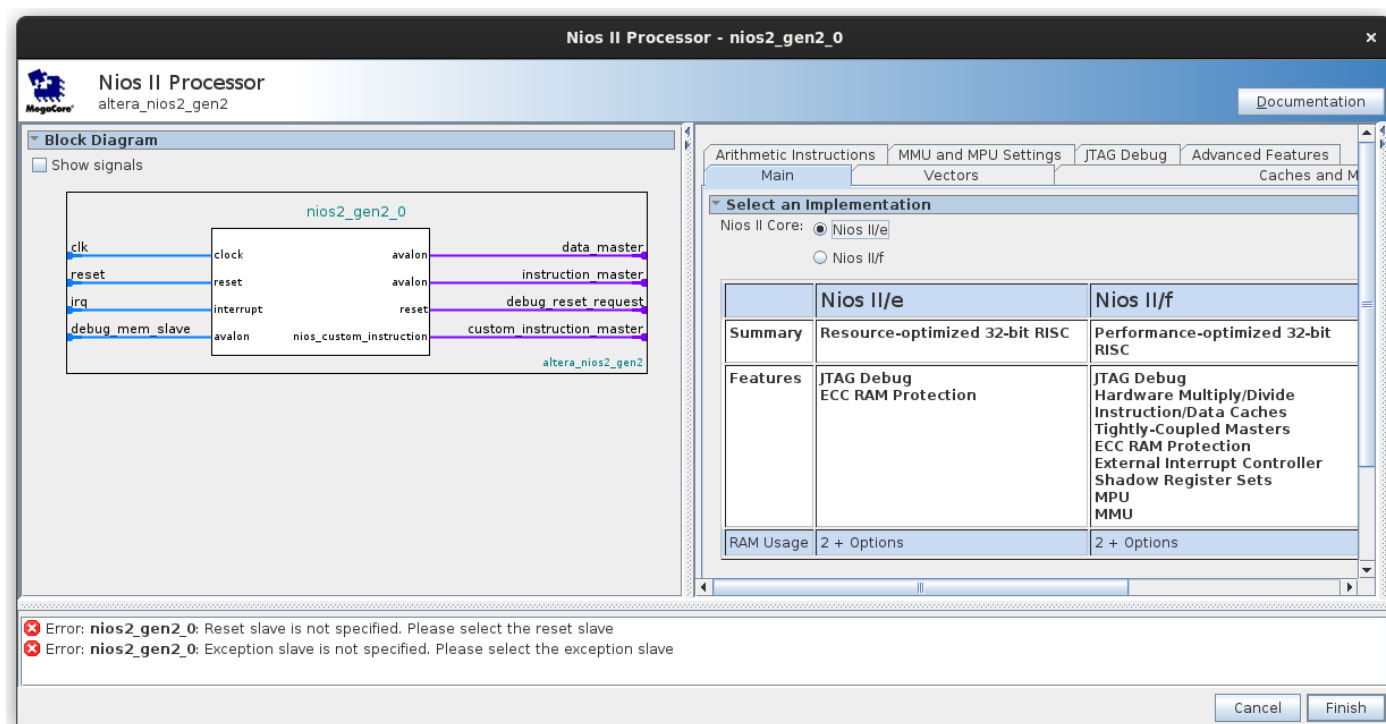 Nios II Processor - nios2_gen2_0
×
MegaCore®
Nios II Processor
altera_nios2_gen2
Documentation
Block Diagram
Show signals
nios2_gen2_0
clk
clock
avalon
data_master
reset
reset
avalon
instruction_master
irq
interrupt
reset
debug_reset_request
debug_mem_slave
avalon
nios_custom_instruction
custom_instruction_master
altera_nios2_gen2
Arithmetic Instructions
MMU and MPU Settings
JTAG Debug
Advanced Features
Main
Vectors
Caches and M
Select an Implementation
Nios II Core:
Nios II/e
Nios II/f
Nios II/e
Nios II/f
Summary
Resource-optimized 32-bit RISC
Performance-optimized 32-bit
RISC
Features
JTAG Debug
ECC RAM Protection
JTAG Debug
Hardware Multiply/Divide
Instruction/Data Caches
Tightly-Coupled Masters
ECC RAM Protection
External Interrupt Controller
Shadow Register Sets
MPU
MMU
RAM Usage
2 + Options
2 + Options
Error: nios2_gen2_0: Reset slave is not specified. Please select the reset slave
Error: nios2_gen2_0: Exception slave is not specified. Please select the exception slave
Cancel
Finish